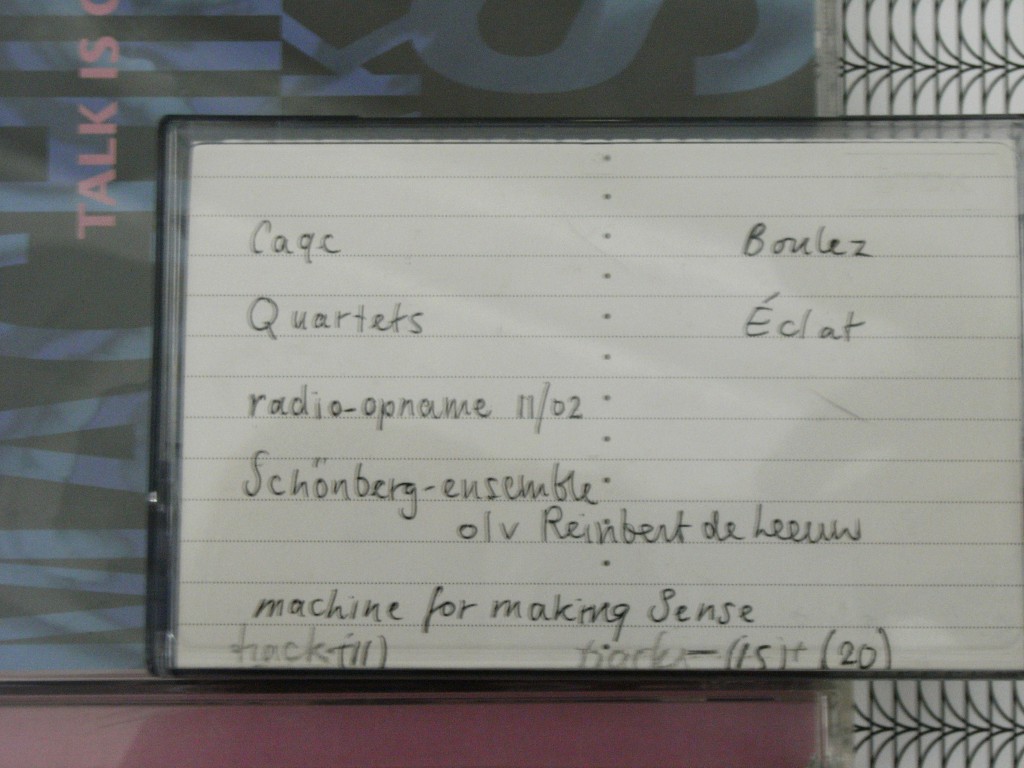 TALK IS
Cage Boulez
Quartets Éclat
radio-opname 11/02
Schönberg-ensemble
olv Reinbert de Leeuw
machine for making Sense
track (11) track (15) + (20)